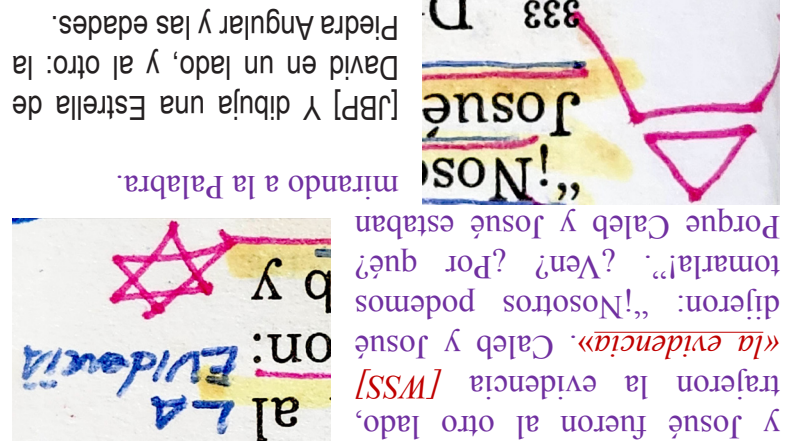 y Josué fueron al otro lado,
trajeron la evidencia [WSS]
«la evidencia». Caleb y Josué
dijeron: “¡Nosotros podemos
tomarla!”. ¿Ven? ¿Por qué?
Porque Caleb y Josué estaban
al LA
on: EVidencia
b y
mirando a la Palabra.
[JBP] Y dibuja una Estrella de
David en un lado, y al otro: la
Piedra Angular y las edades.
“¡Noso
Josué
333